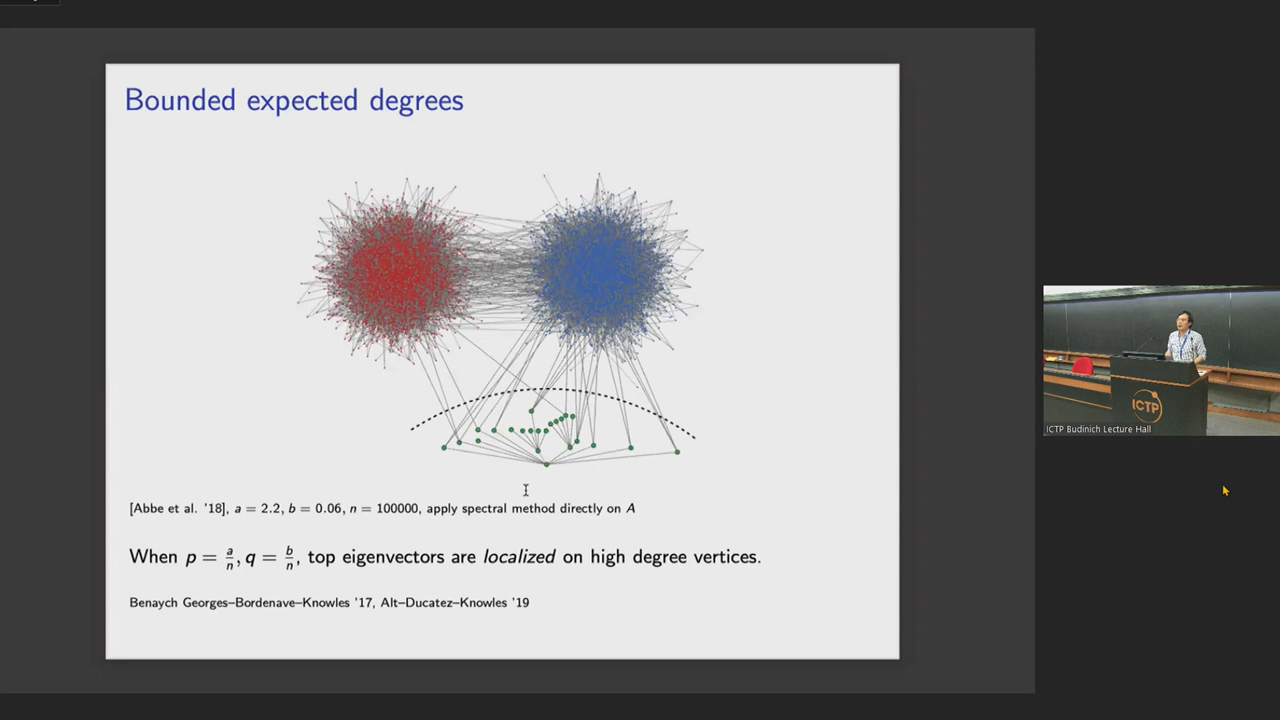 Bounded expected degrees
[Abbe et al. '18], a = 2.2, b = 0.06, n = 100000, apply spectral method directly on A
When p = a/n, q = b/n, top eigenvectors are localized on high degree vertices.
Benaych Georges–Bordenave–Knowles '17, Alt–Ducatez–Knowles '19
ICTP
ICTP Budinich Lecture Hall